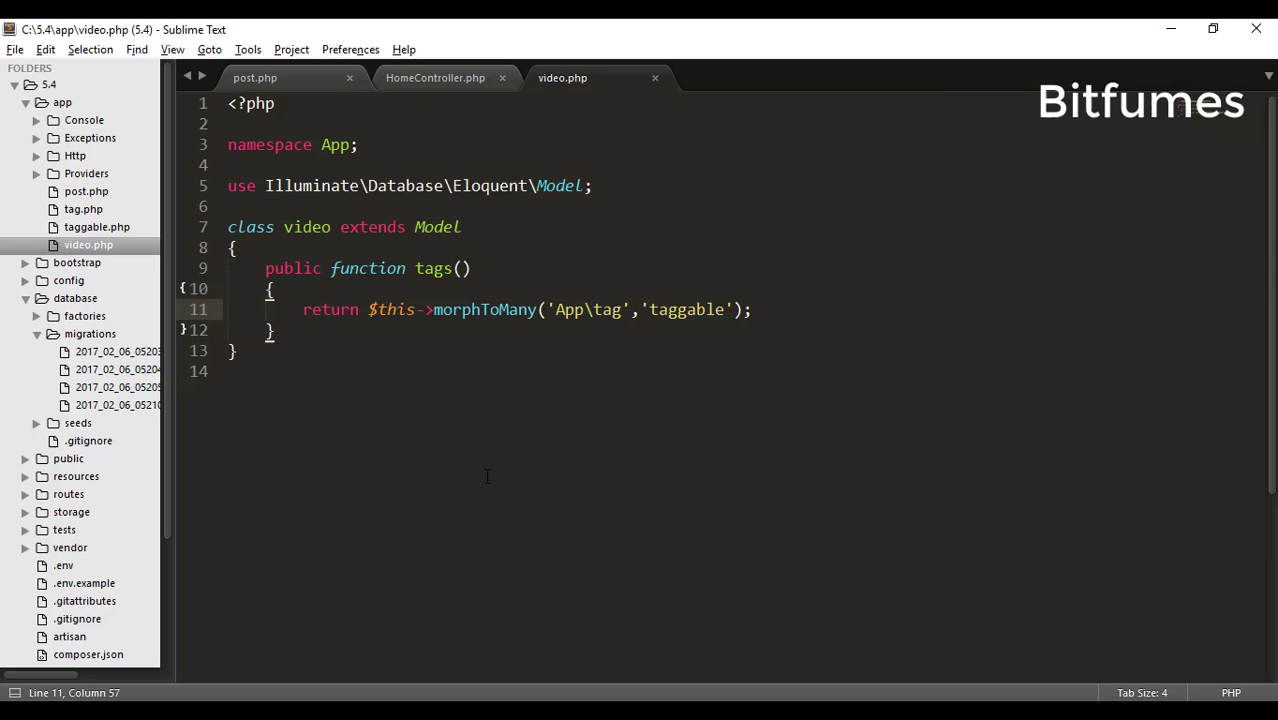 C:\5.4\app\video.php (5.4) - Sublime Text
File Edit Selection Find View Goto Tools Project Preferences Help
FOLDERS
5.4
app
Console
Exceptions
Http
Providers
post.php
tag.php
taggable.php
video.php
bootstrap
config
database
factories
migrations
2017_02_06_05203
2017_02_06_05204
2017_02_06_05205
2017_02_06_05210
seeds
.gitignore
public
resources
routes
storage
tests
vendor
.env
.env.example
.gitattributes
.gitignore
artisan
composer.json
post.php HomeController.php video.php
Bitfumes
1 <?php
2
3 namespace App;
4
5 use Illuminate\Database\Eloquent\Model;
6
7 class video extends Model
8 {
9 public function tags()
10 {
11 return $this->morphToMany('App\tag','taggable');
12 }
13 }
14
Line 11, Column 57 Tab Size: 4 PHP